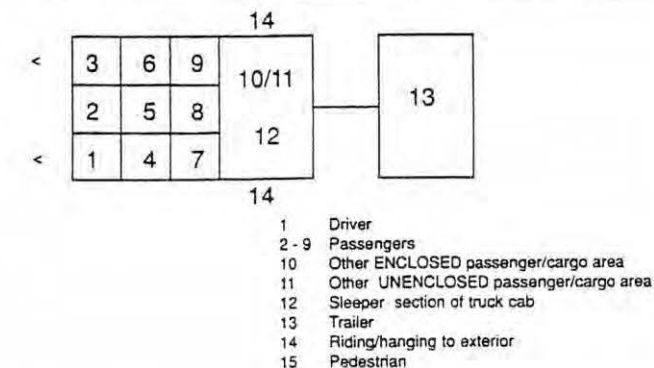 14
< 3 6 9 10/11
2 5 8 13
< 1 4 7 12
14
1 Driver
2 - 9 Passengers
10 Other ENCLOSED passenger/cargo area
11 Other UNENCLOSED passenger/cargo area
12 Sleeper section of truck cab
13 Trailer
14 Riding/hanging to exterior
15 Pedestrian